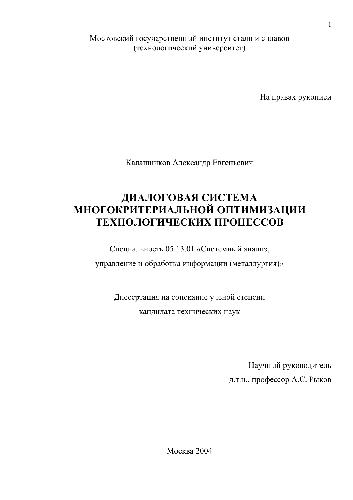 1
Московский государственный институт стали и сплавов
(технологический университет)
На правах рукописи
Калашников Александр Евгеньевич
ДИАЛОГОВАЯ СИСТЕМА
МНОГОКРИТЕРИАЛЬНОЙ ОПТИМИЗАЦИИ
ТЕХНОЛОГИЧЕСКИХ ПРОЦЕССОВ
Специальность 05.13.01 «Системный анализ,
управление и обработка информации (металлургия)»
Диссертация на соискание ученой степени
кандидата технических наук
Научный руководитель
д.т.н., профессор А.С. Рыков
Москва 2004